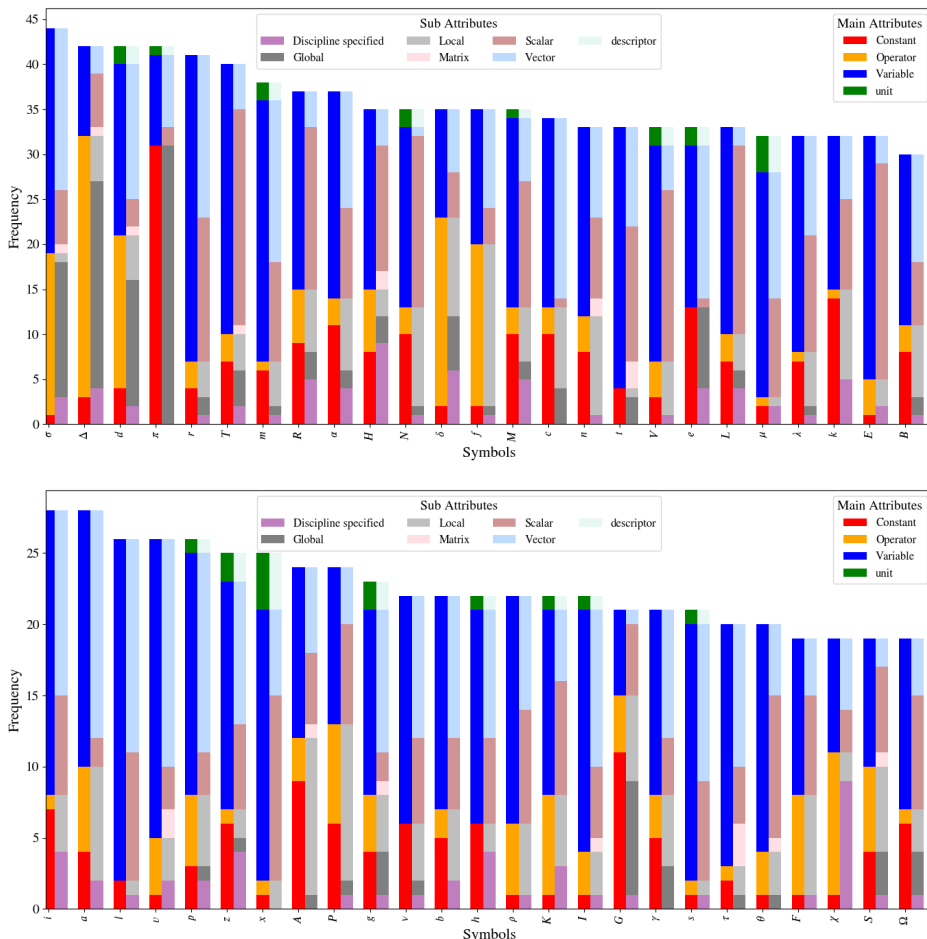 Sub Attributes
Discipline specified
Global
Local
Matrix
Scalar
Vector
descriptor
Main Attributes
Constant
Operator
Variable
unit
Frequency
45
40
35
30
25
20
15
10
5
0
σ Δ d π r T m R α H N δ f M c n t V e L μ λ k E B
Symbols
Sub Attributes
Discipline specified
Global
Local
Matrix
Scalar
Vector
descriptor
Main Attributes
Constant
Operator
Variable
unit
Frequency
25
20
15
10
5
0
i a l υ p z x A P g ν b h ρ K I G γ s τ θ F χ S Ω
Symbols